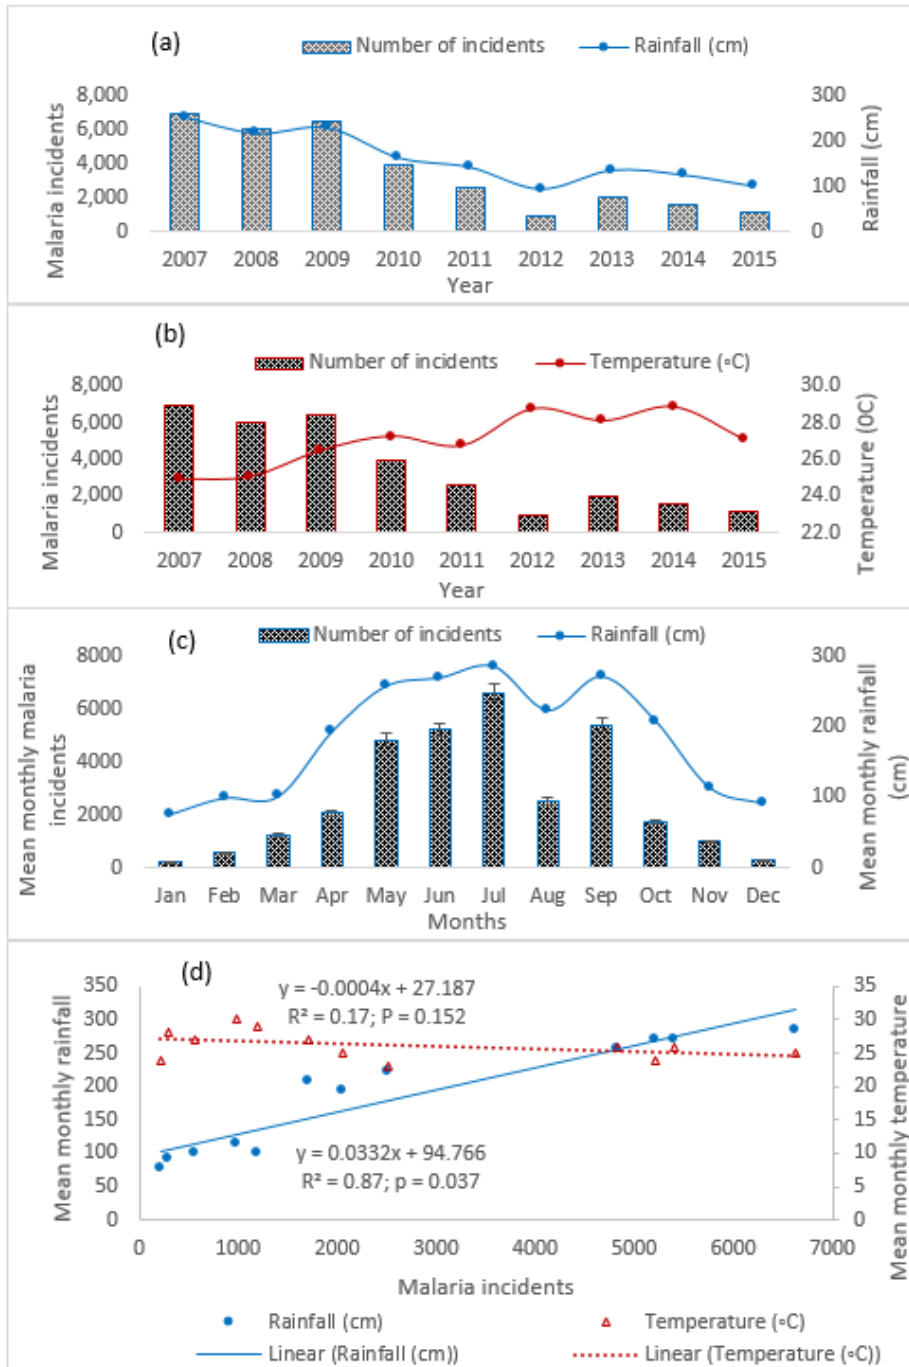 (a)
Number of incidents
Rainfall (cm)
Malaria incidents
8,000
6,000
4,000
2,000
0
300
200
100
0
Rainfall (cm)
2007 2008 2009 2010 2011 2012 2013 2014 2015
Year
(b)
Number of incidents
Temperature (∘C)
Malaria incidents
8,000
6,000
4,000
2,000
0
30.0
28.0
26.0
24.0
22.0
Temperature (0C)
2007 2008 2009 2010 2011 2012 2013 2014 2015
Year
(c)
Number of incidents
Rainfall (cm)
Mean monthly malaria
incidents
8000
6000
4000
2000
0
300
200
100
0
Mean monthly rainfall
(cm)
Jan Feb Mar Apr May Jun Jul Aug Sep Oct Nov Dec
Months
(d)
y = -0.0004x + 27.187
R² = 0.17; P = 0.152
Mean monthly rainfall
350
300
250
200
150
100
50
0
35
30
25
20
15
10
5
0
Mean monthly temperature
y = 0.0332x + 94.766
R² = 0.87; p = 0.037
0 1000 2000 3000 4000 5000 6000 7000
Malaria incidents
Rainfall (cm)
Temperature (∘C)
Linear (Rainfall (cm))
Linear (Temperature (∘C))